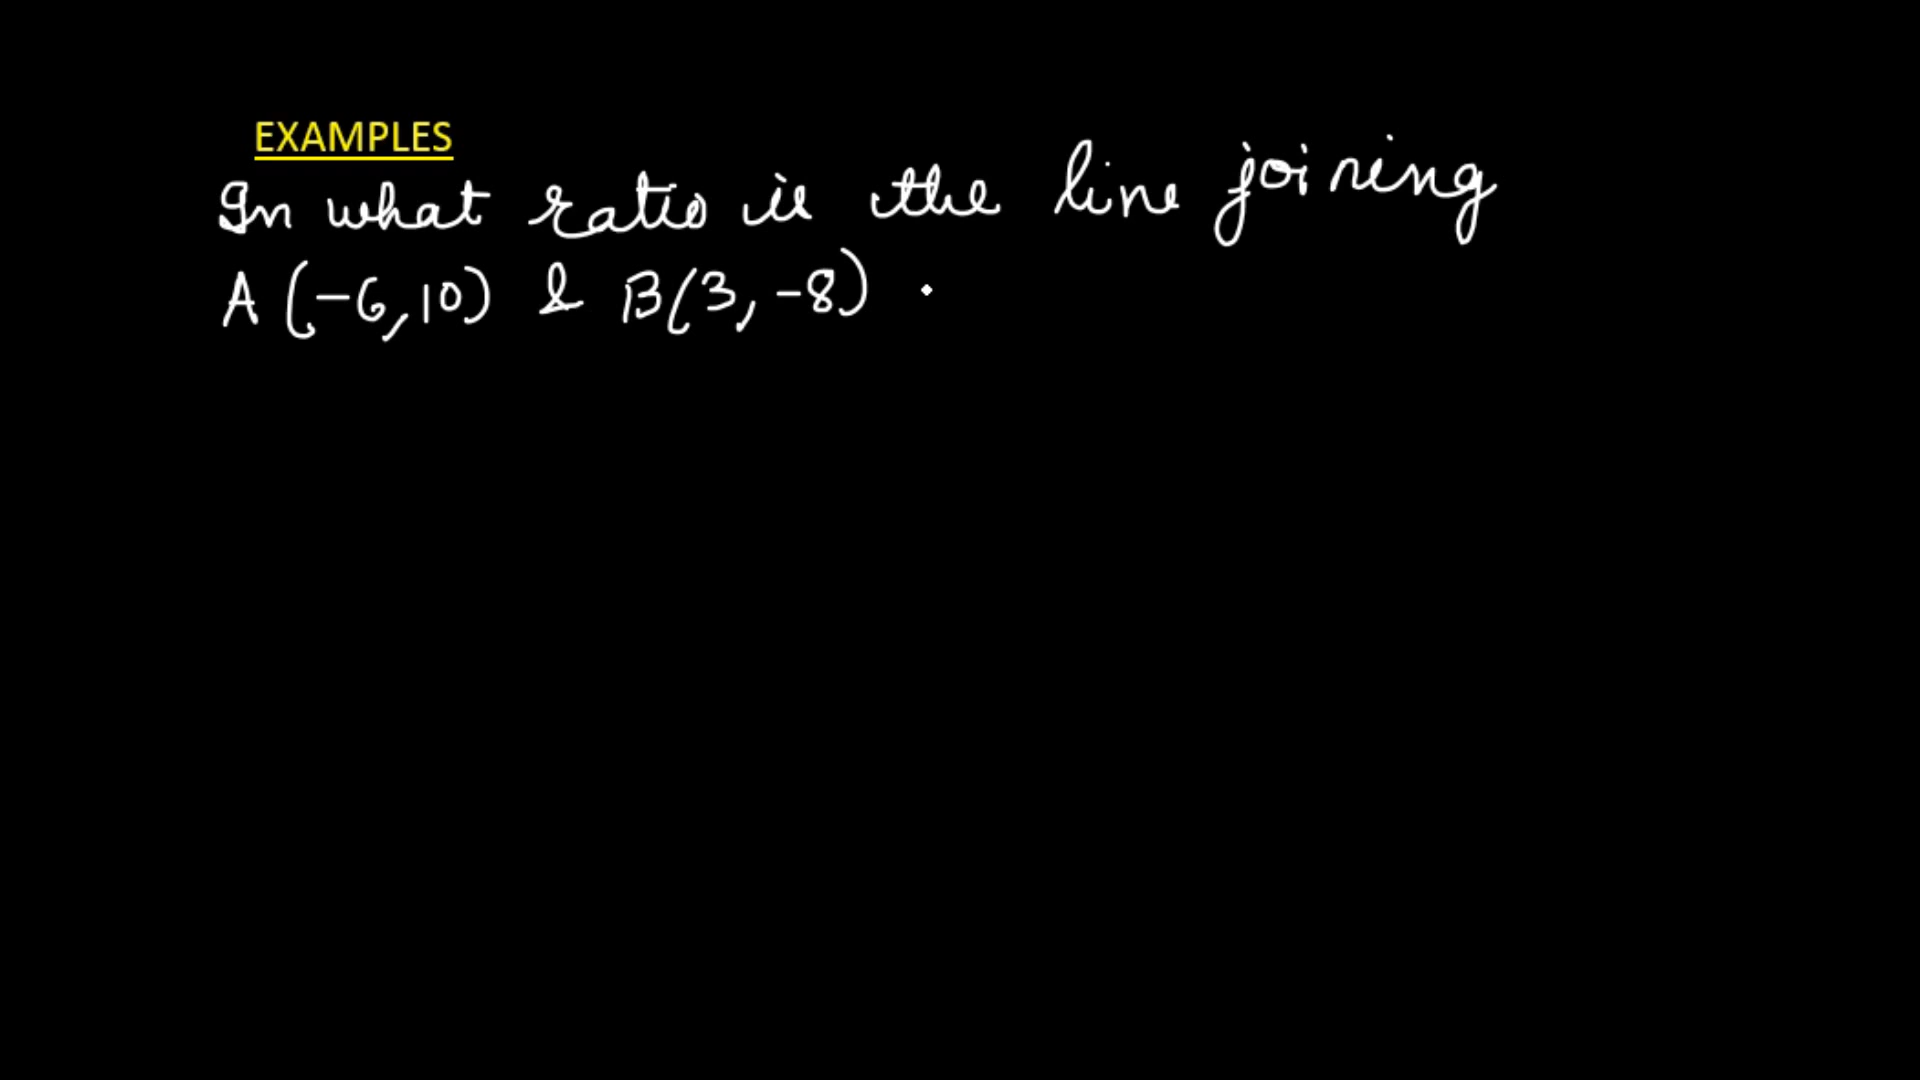 EXAMPLES
In what ratio is the line joining
A (-6,10) & B(3,-8)